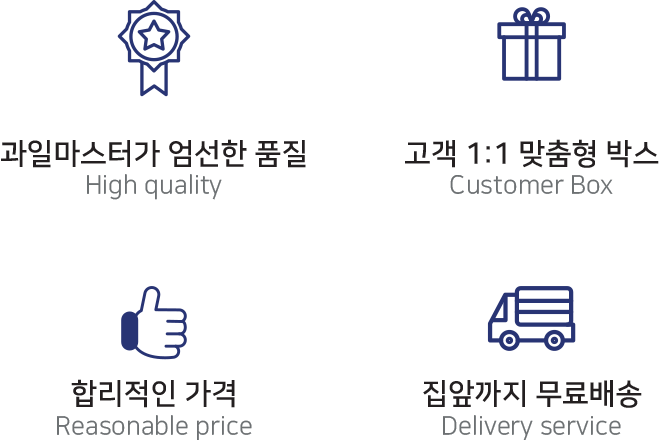 과일마스터가 엄선한 품질
High quality
고객 1:1 맞춤형 박스
Customer Box
합리적인 가격
Reasonable price
집앞까지 무료배송
Delivery service